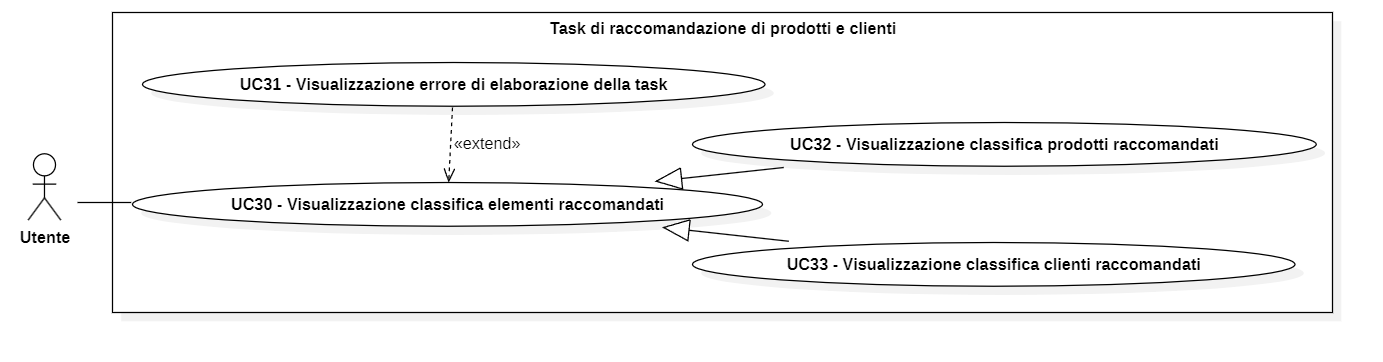 Task di raccomandazione di prodotti e clienti
UC31 - Visualizzazione errore di elaborazione della task
«extend»
UC32 - Visualizzazione classifica prodotti raccomandati
UC30 - Visualizzazione classifica elementi raccomandati
Utente
UC33 - Visualizzazione classifica clienti raccomandati